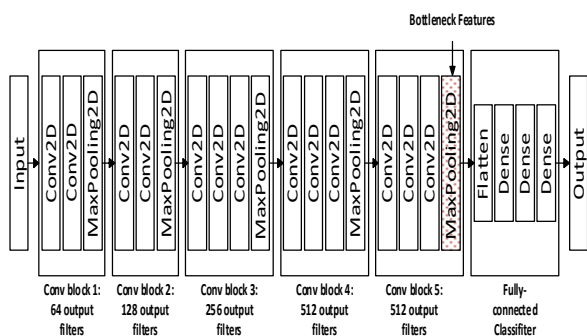 Bottleneck Features
Input
Conv2D
Conv2D
MaxPooling2D
Conv2D
Conv2D
MaxPooling2D
Conv2D
Conv2D
Conv2D
MaxPooling2D
Conv2D
Conv2D
Conv2D
MaxPooling2D
Conv2D
Conv2D
Conv2D
MaxPooling2D
Flatten
Dense
Dense
Dense
Output
Conv block 1:
64 output
filters
Conv block 2:
128 output
filters
Conv block 3:
256 output
filters
Conv block 4:
512 output
filters
Conv block 5:
512 output
filters
Fully-
connected
Classifiter